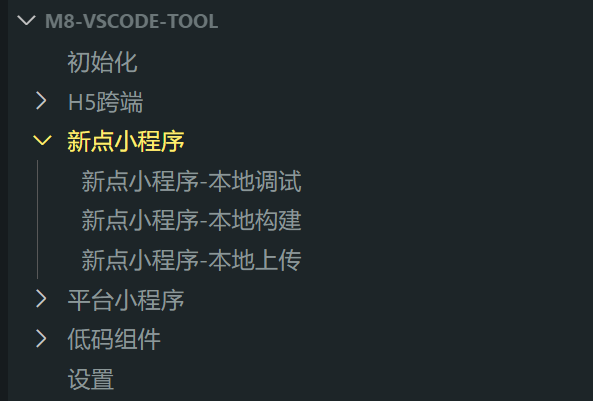 M8-VSCODE-TOOL
初始化
H5跨端
新点小程序
新点小程序-本地调试
新点小程序-本地构建
新点小程序-本地上传
平台小程序
低码组件
设置